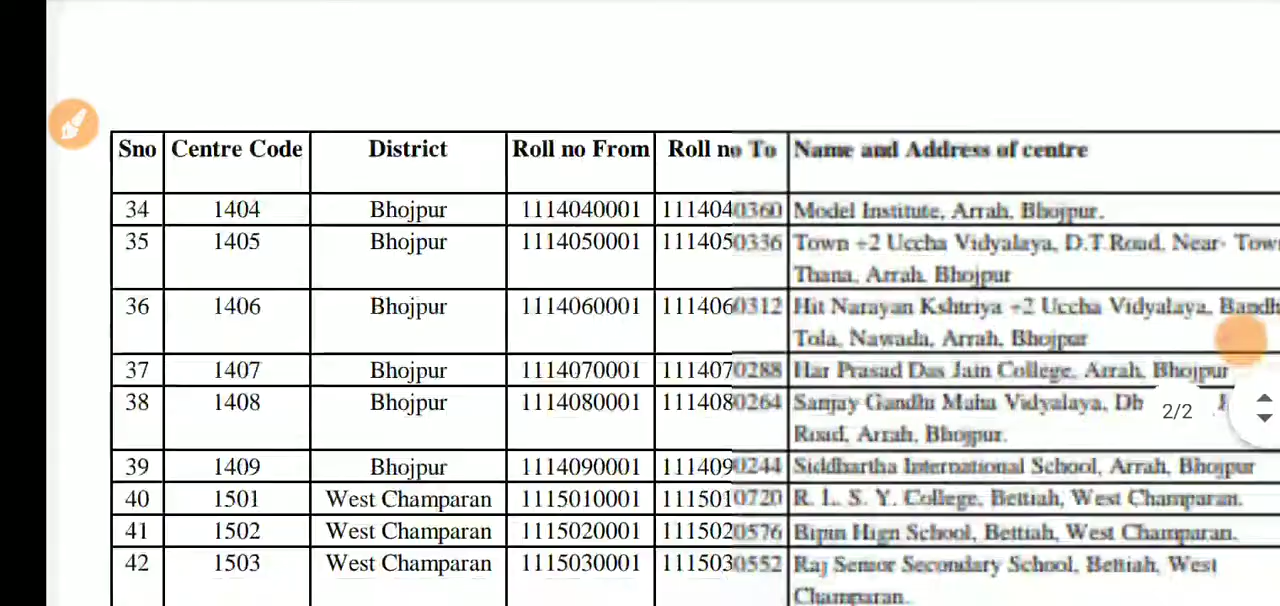 Sno Centre Code District Roll no From Roll no To Name and Address of centre
34 1404 Bhojpur 1114040001 1114040360 Model Institute, Arrah, Bhojpur.
35 1405 Bhojpur 1114050001 1114050336 Town +2 Uccha Vidyalaya, D.T.Road, Near- Tow
Thana, Arrah, Bhojpur
36 1406 Bhojpur 1114060001 1114060312 Hit Narayan Kshtriya +2 Uccha Vidyalaya, Bandh
Tola, Nawada, Arrah, Bhojpur
37 1407 Bhojpur 1114070001 1114070288 Har Prasad Das Jain College, Arrah, Bhojpur
38 1408 Bhojpur 1114080001 1114080264 Sanjay Gandhi Maha Vidyalaya, Dh
2/2
Road, Arrah, Bhojpur.
39 1409 Bhojpur 1114090001 1114090244 Siddhartha International School, Arrah, Bhojpur
40 1501 West Champaran 1115010001 1115010720 R. L. S. Y. College, Bettiah, West Champaran.
41 1502 West Champaran 1115020001 1115020576 Bipin Hign School, Bettiah, West Champaran.
42 1503 West Champaran 1115030001 1115030552 Raj Senior Secondary School, Bettiah, West
Champaran.